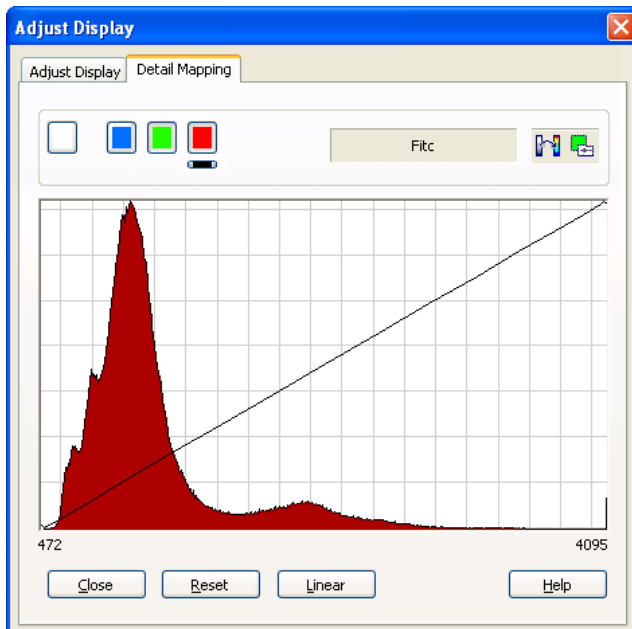 Adjust Display
Adjust Display Detail Mapping
Fitc
472 4095
Close Reset Linear Help